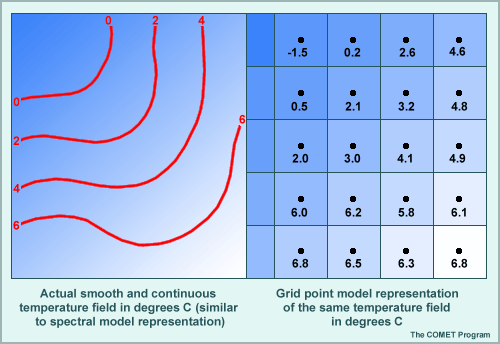 0 2 4
6
0
2
4
6
-1.5 0.2 2.6 4.6
0.5 2.1 3.2 4.8
2.0 3.0 4.1 4.9
6.0 6.2 5.8 6.1
6.8 6.5 6.3 6.8
Actual smooth and continuous
temperature field in degrees C (similar
to spectral model representation)
Grid point model representation
of the same temperature field
in degrees C
The COMET Program